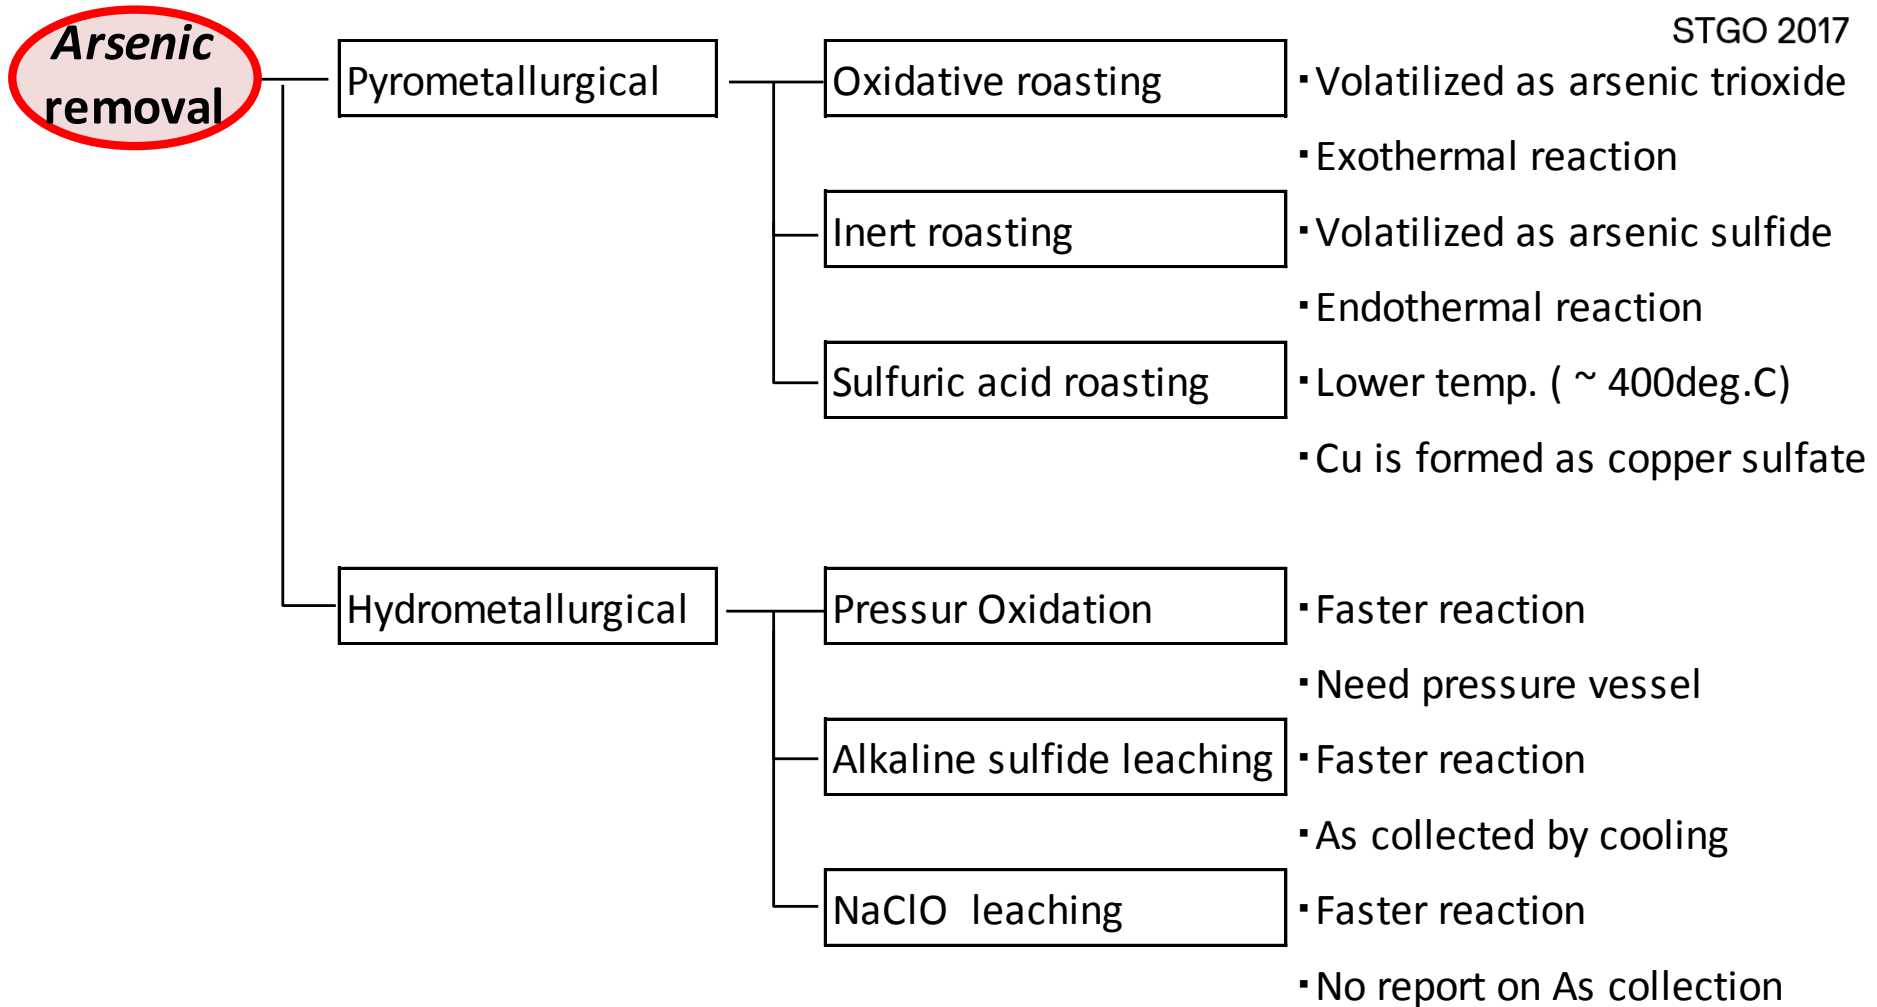 STGO 2017
Arsenic
removal
Pyrometallurgical
Oxidative roasting
▪Volatilized as arsenic trioxide
▪Exothermal reaction
Inert roasting
▪Volatilized as arsenic sulfide
▪Endothermal reaction
Sulfuric acid roasting
▪Lower temp. ( ~ 400deg.C)
▪Cu is formed as copper sulfate
Hydrometallurgical
Pressur Oxidation
▪Faster reaction
▪Need pressure vessel
Alkaline sulfide leaching
▪Faster reaction
▪As collected by cooling
NaClO leaching
▪Faster reaction
▪No report on As collection